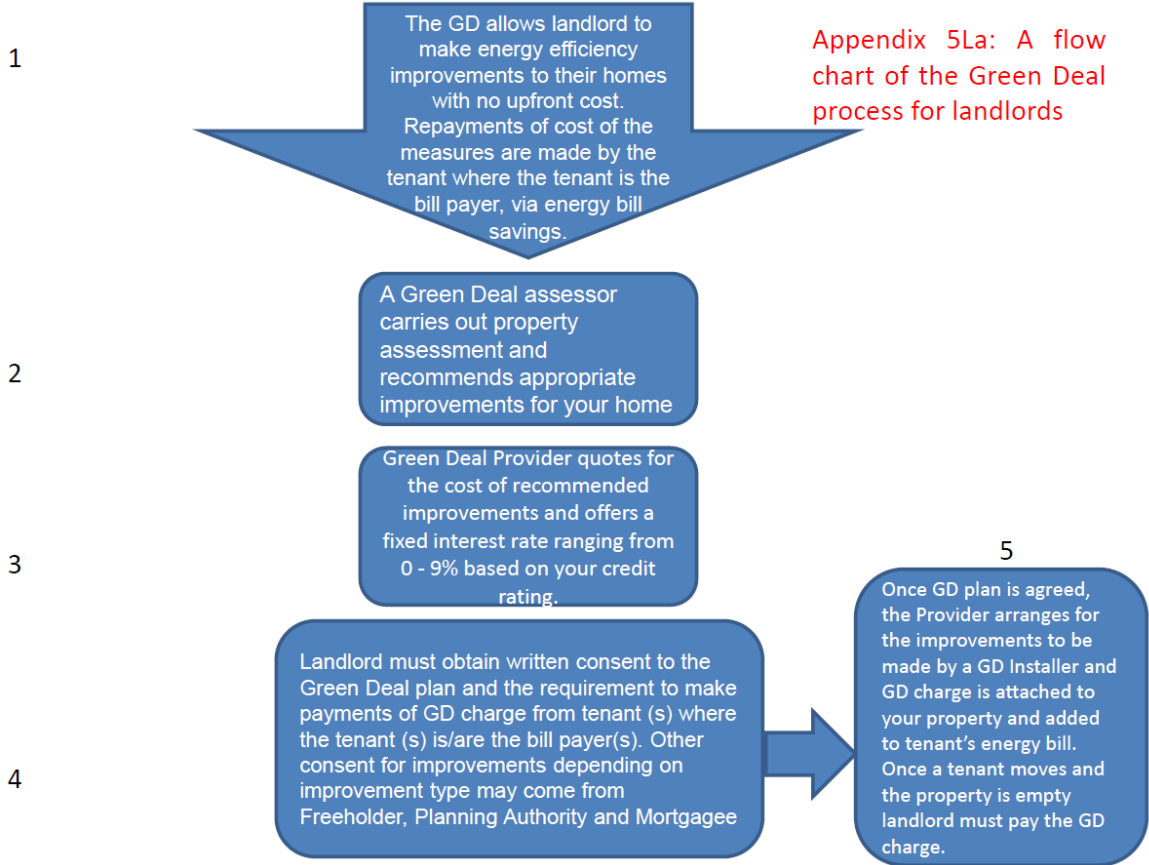 1
The GD allows landlord to
make energy efficiency
improvements to their homes
with no upfront cost.
Repayments of cost of the
measures are made by the
tenant where the tenant is the
bill payer, via energy bill
savings.
Appendix 5La: A flow
chart of the Green Deal
process for landlords
2
A Green Deal assessor
carries out property
assessment and
recommends appropriate
improvements for your home
3
Green Deal Provider quotes for
the cost of recommended
improvements and offers a
fixed interest rate ranging from
0 - 9% based on your credit
rating.
4
Landlord must obtain written consent to the
Green Deal plan and the requirement to make
payments of GD charge from tenant (s) where
the tenant (s) is/are the bill payer(s). Other
consent for improvements depending on
improvement type may come from
Freeholder, Planning Authority and Mortgagee
5
Once GD plan is agreed,
the Provider arranges for
the improvements to be
made by a GD Installer and
GD charge is attached to
your property and added
to tenant's energy bill.
Once a tenant moves and
the property is empty
landlord must pay the GD
charge.